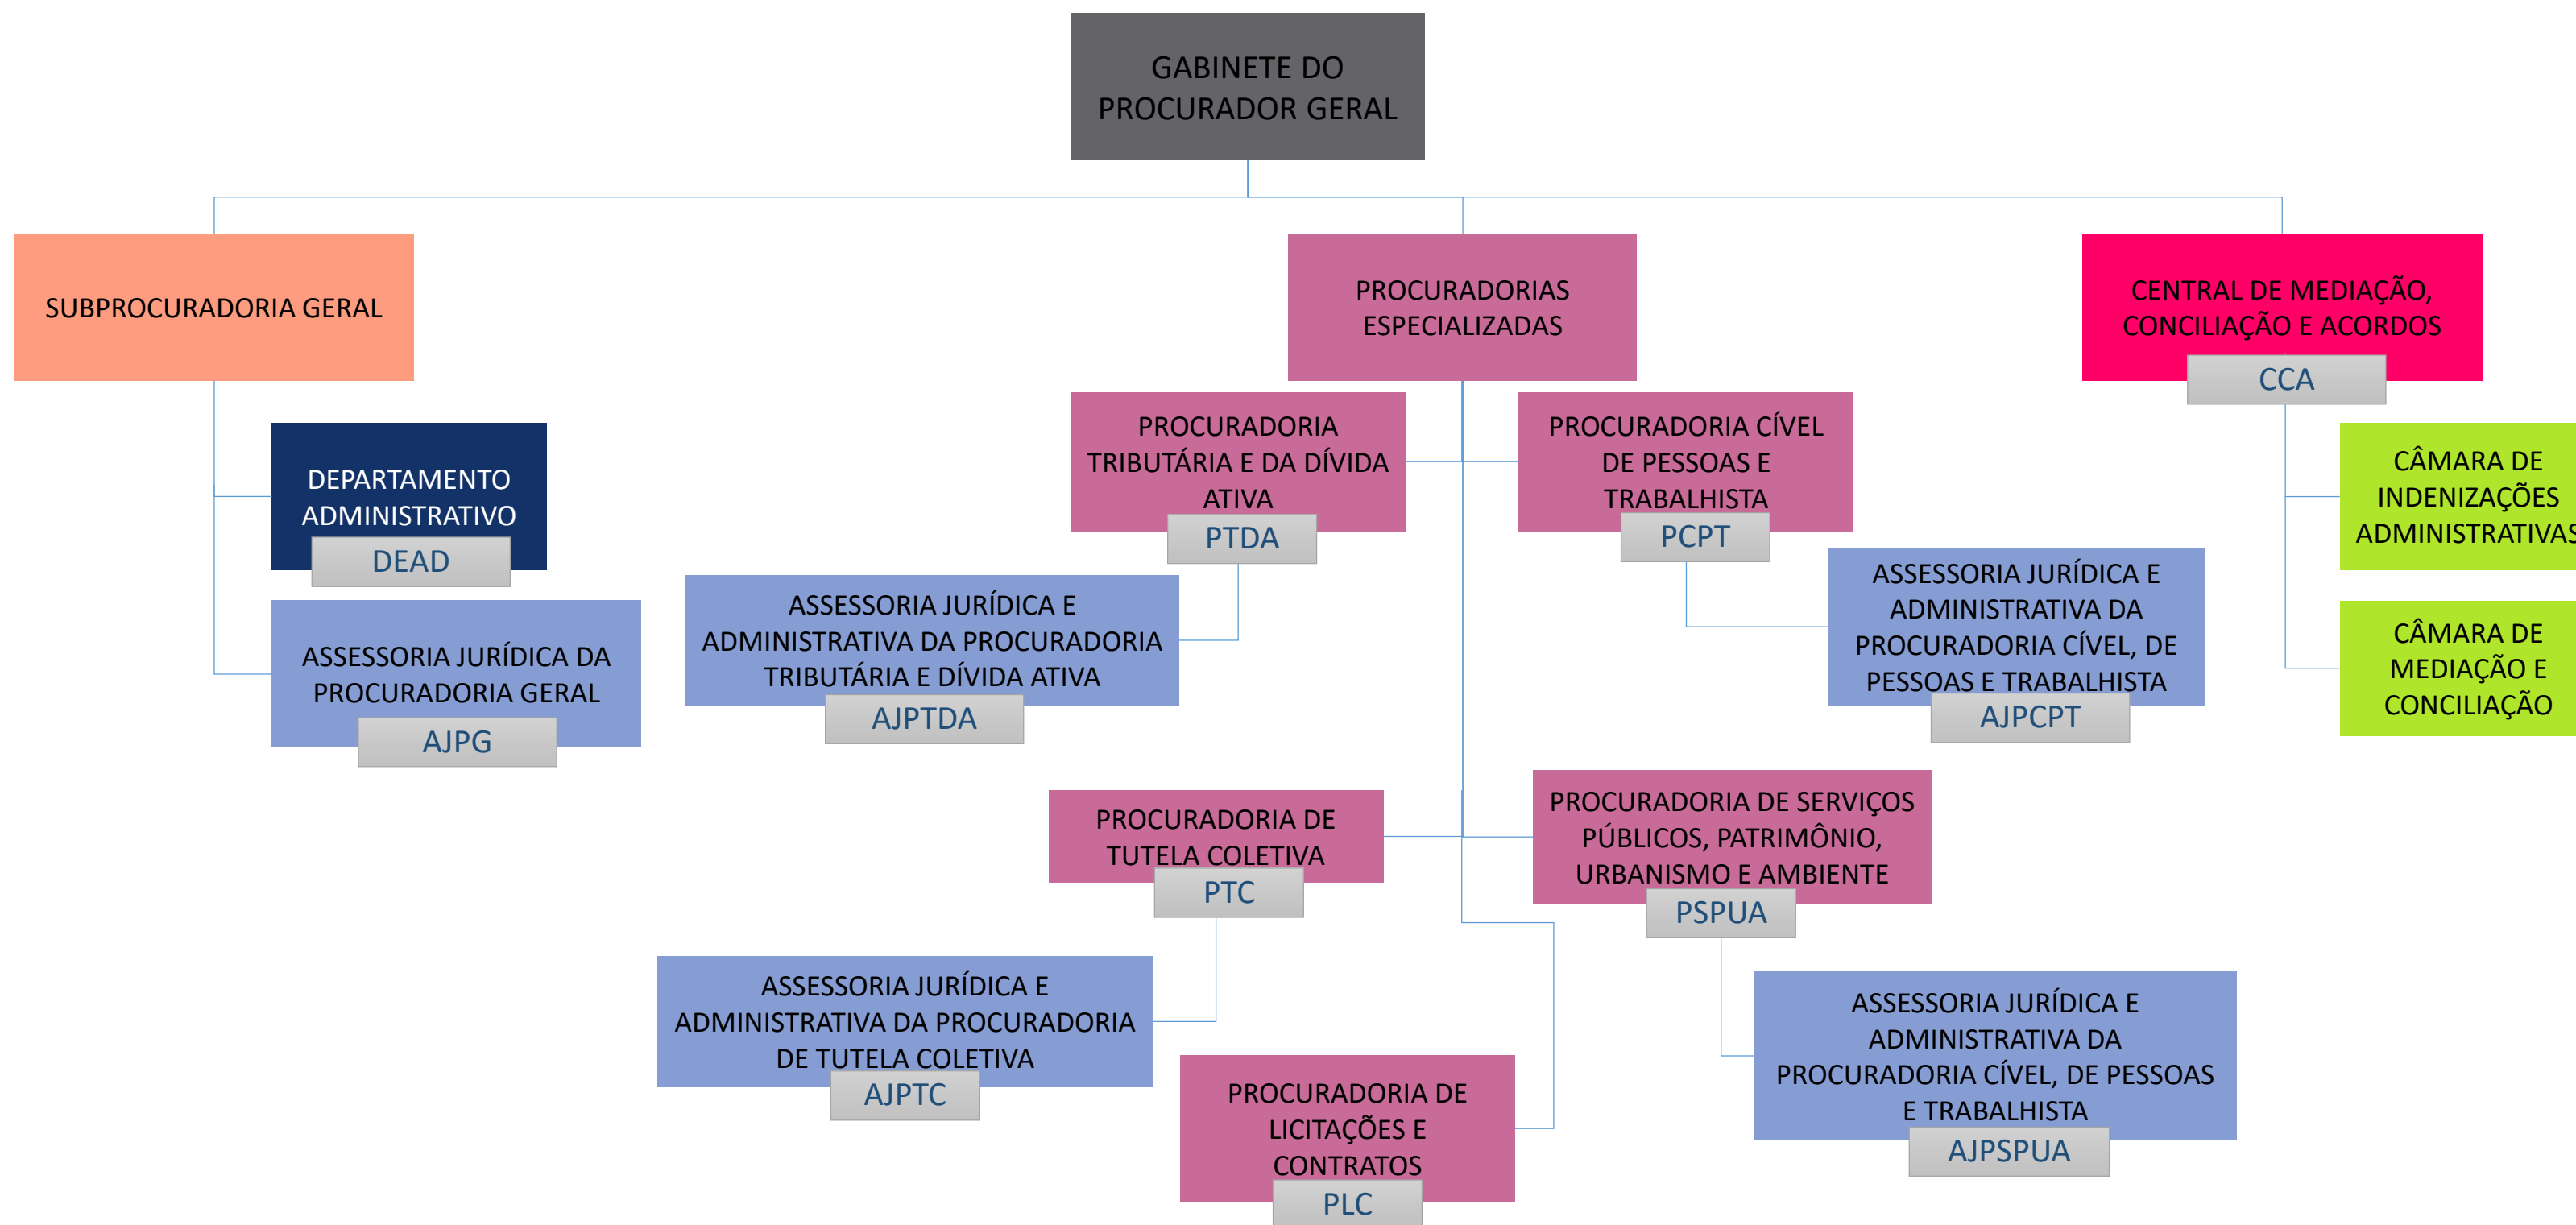 GABINETE DO
PROCURADOR GERAL
SUBPROCURADORIA GERAL
DEPARTAMENTO
ADMINISTRATIVO
DEAD
ASSESSORIA JURÍDICA DA
PROCURADORIA GERAL
AJPG
PROCURADORIAS
ESPECIALIZADAS
PROCURADORIA
TRIBUTÁRIA E DA DÍVIDA
ATIVA
PTDA
ASSESSORIA JURÍDICA E
ADMINISTRATIVA DA PROCURADORIA
TRIBUTÁRIA E DÍVIDA ATIVA
AJPTDA
PROCURADORIA CÍVEL
DE PESSOAS E
TRABALHISTA
PCPT
ASSESSORIA JURÍDICA E
ADMINISTRATIVA DA
PROCURADORIA CÍVEL, DE
PESSOAS E TRABALHISTA
AJPCPT
PROCURADORIA DE
TUTELA COLETIVA
PTC
ASSESSORIA JURÍDICA E
ADMINISTRATIVA DA PROCURADORIA
DE TUTELA COLETIVA
AJPTC
PROCURADORIA DE SERVIÇOS
PÚBLICOS, PATRIMÔNIO,
URBANISMO E AMBIENTE
PSPUA
ASSESSORIA JURÍDICA E
ADMINISTRATIVA DA
PROCURADORIA CÍVEL, DE PESSOAS
E TRABALHISTA
AJPSPUA
PROCURADORIA DE
LICITAÇÕES E
CONTRATOS
PLC
CENTRAL DE MEDIAÇÃO,
CONCILIAÇÃO E ACORDOS
CCA
CÂMARA DE
INDENIZAÇÕES
ADMINISTRATIVAS
CÂMARA DE
MEDIAÇÃO E
CONCILIAÇÃO